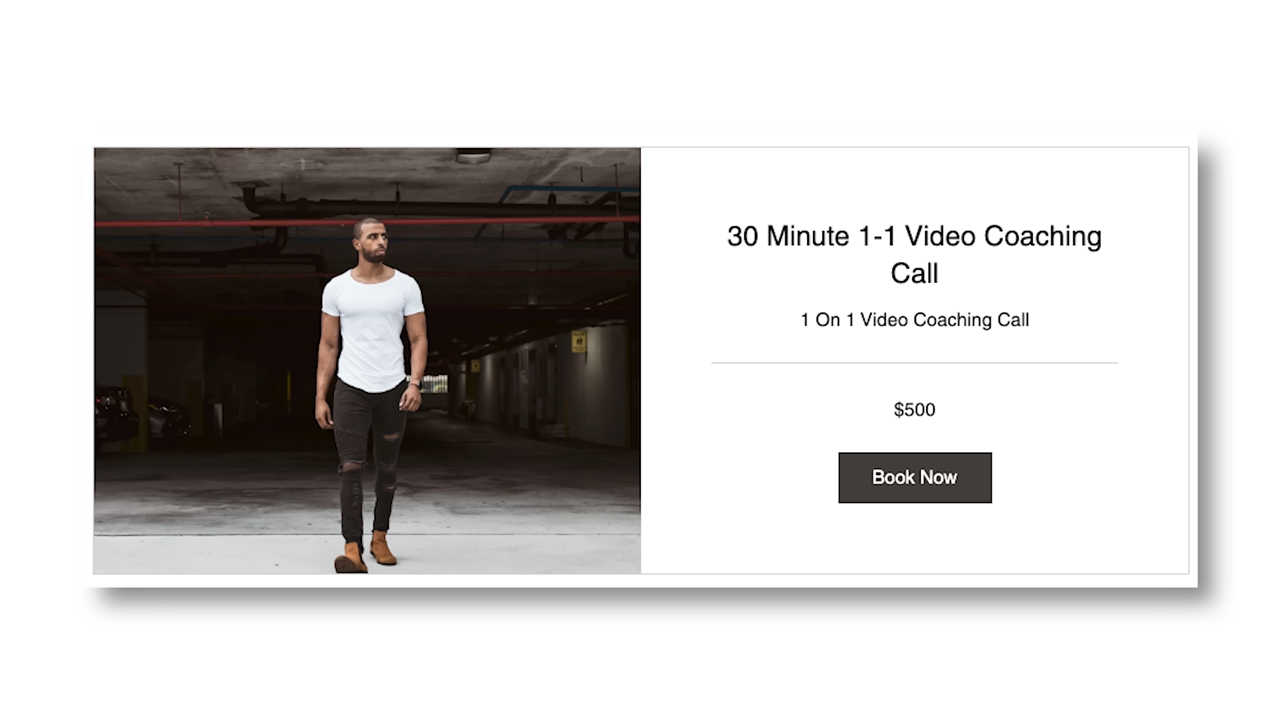 30 Minute 1-1 Video Coaching
Call
1 On 1 Video Coaching Call
$500
Book Now